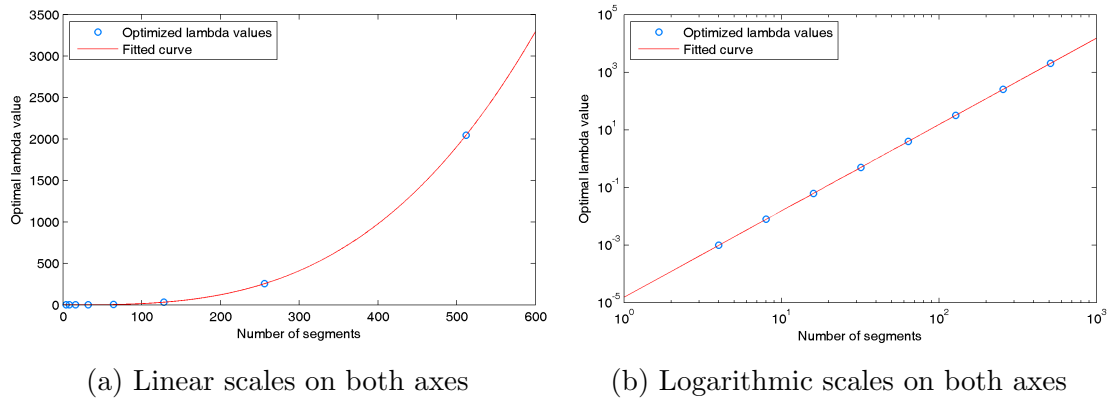 3500
3000
2500
2000
1500
1000
500
0
Optimal lambda value
Optimized lambda values
Fitted curve
0 100 200 300 400 500 600
Number of segments
(a) Linear scales on both axes
10^5
10^3
10^1
10^-1
10^-3
10^-5
Optimal lambda value
Optimized lambda values
Fitted curve
10^0 10^1 10^2 10^3
Number of segments
(b) Logarithmic scales on both axes